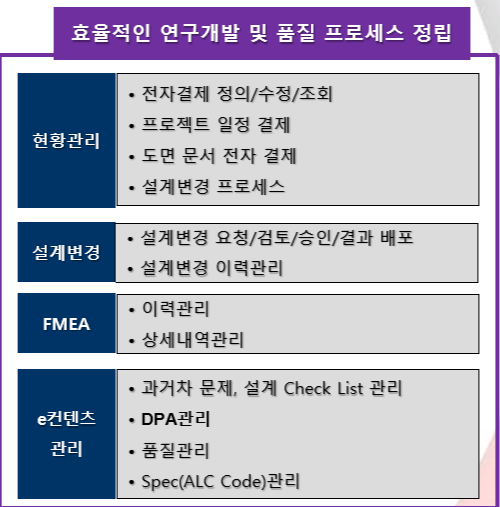 효율적인 연구개발 및 품질 프로세스 정립
현황관리
• 전자결제 정의/수정/조회
• 프로젝트 일정 결제
• 도면 문서 전자 결제
• 설계변경 프로세스
설계변경
• 설계변경 요청/검토/승인/결과 배포
• 설계변경 이력관리
FMEA
• 이력관리
• 상세내역관리
e컨텐츠
관리
• 과거차 문제, 설계 Check List 관리
• DPA관리
• 품질관리
• Spec(ALC Code)관리